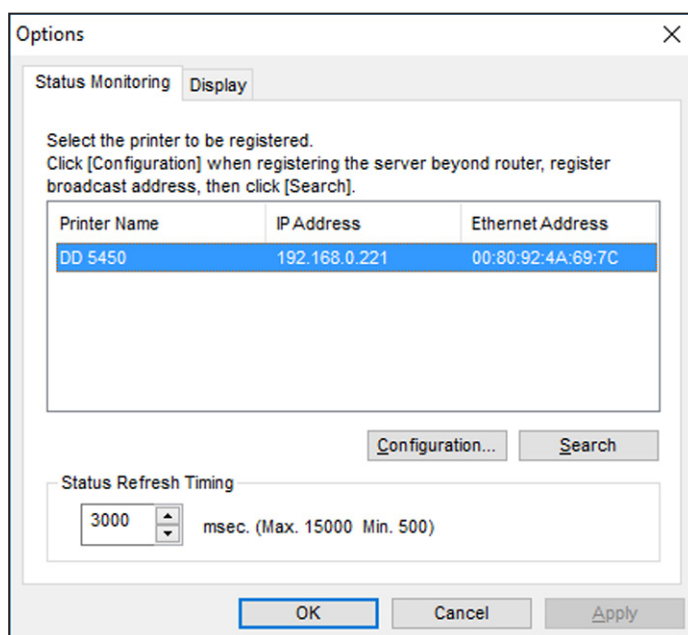 Options
Status Monitoring Display
Select the printer to be registered.
Click [Configuration] when registering the server beyond router, register
broadcast address, then click [Search].
Printer Name IP Address Ethernet Address
DD 5450 192.168.0.221 00:80:92:4A:69:7C
Configuration... Search
Status Refresh Timing
3000 msec. (Max. 15000 Min. 500)
OK Cancel Apply